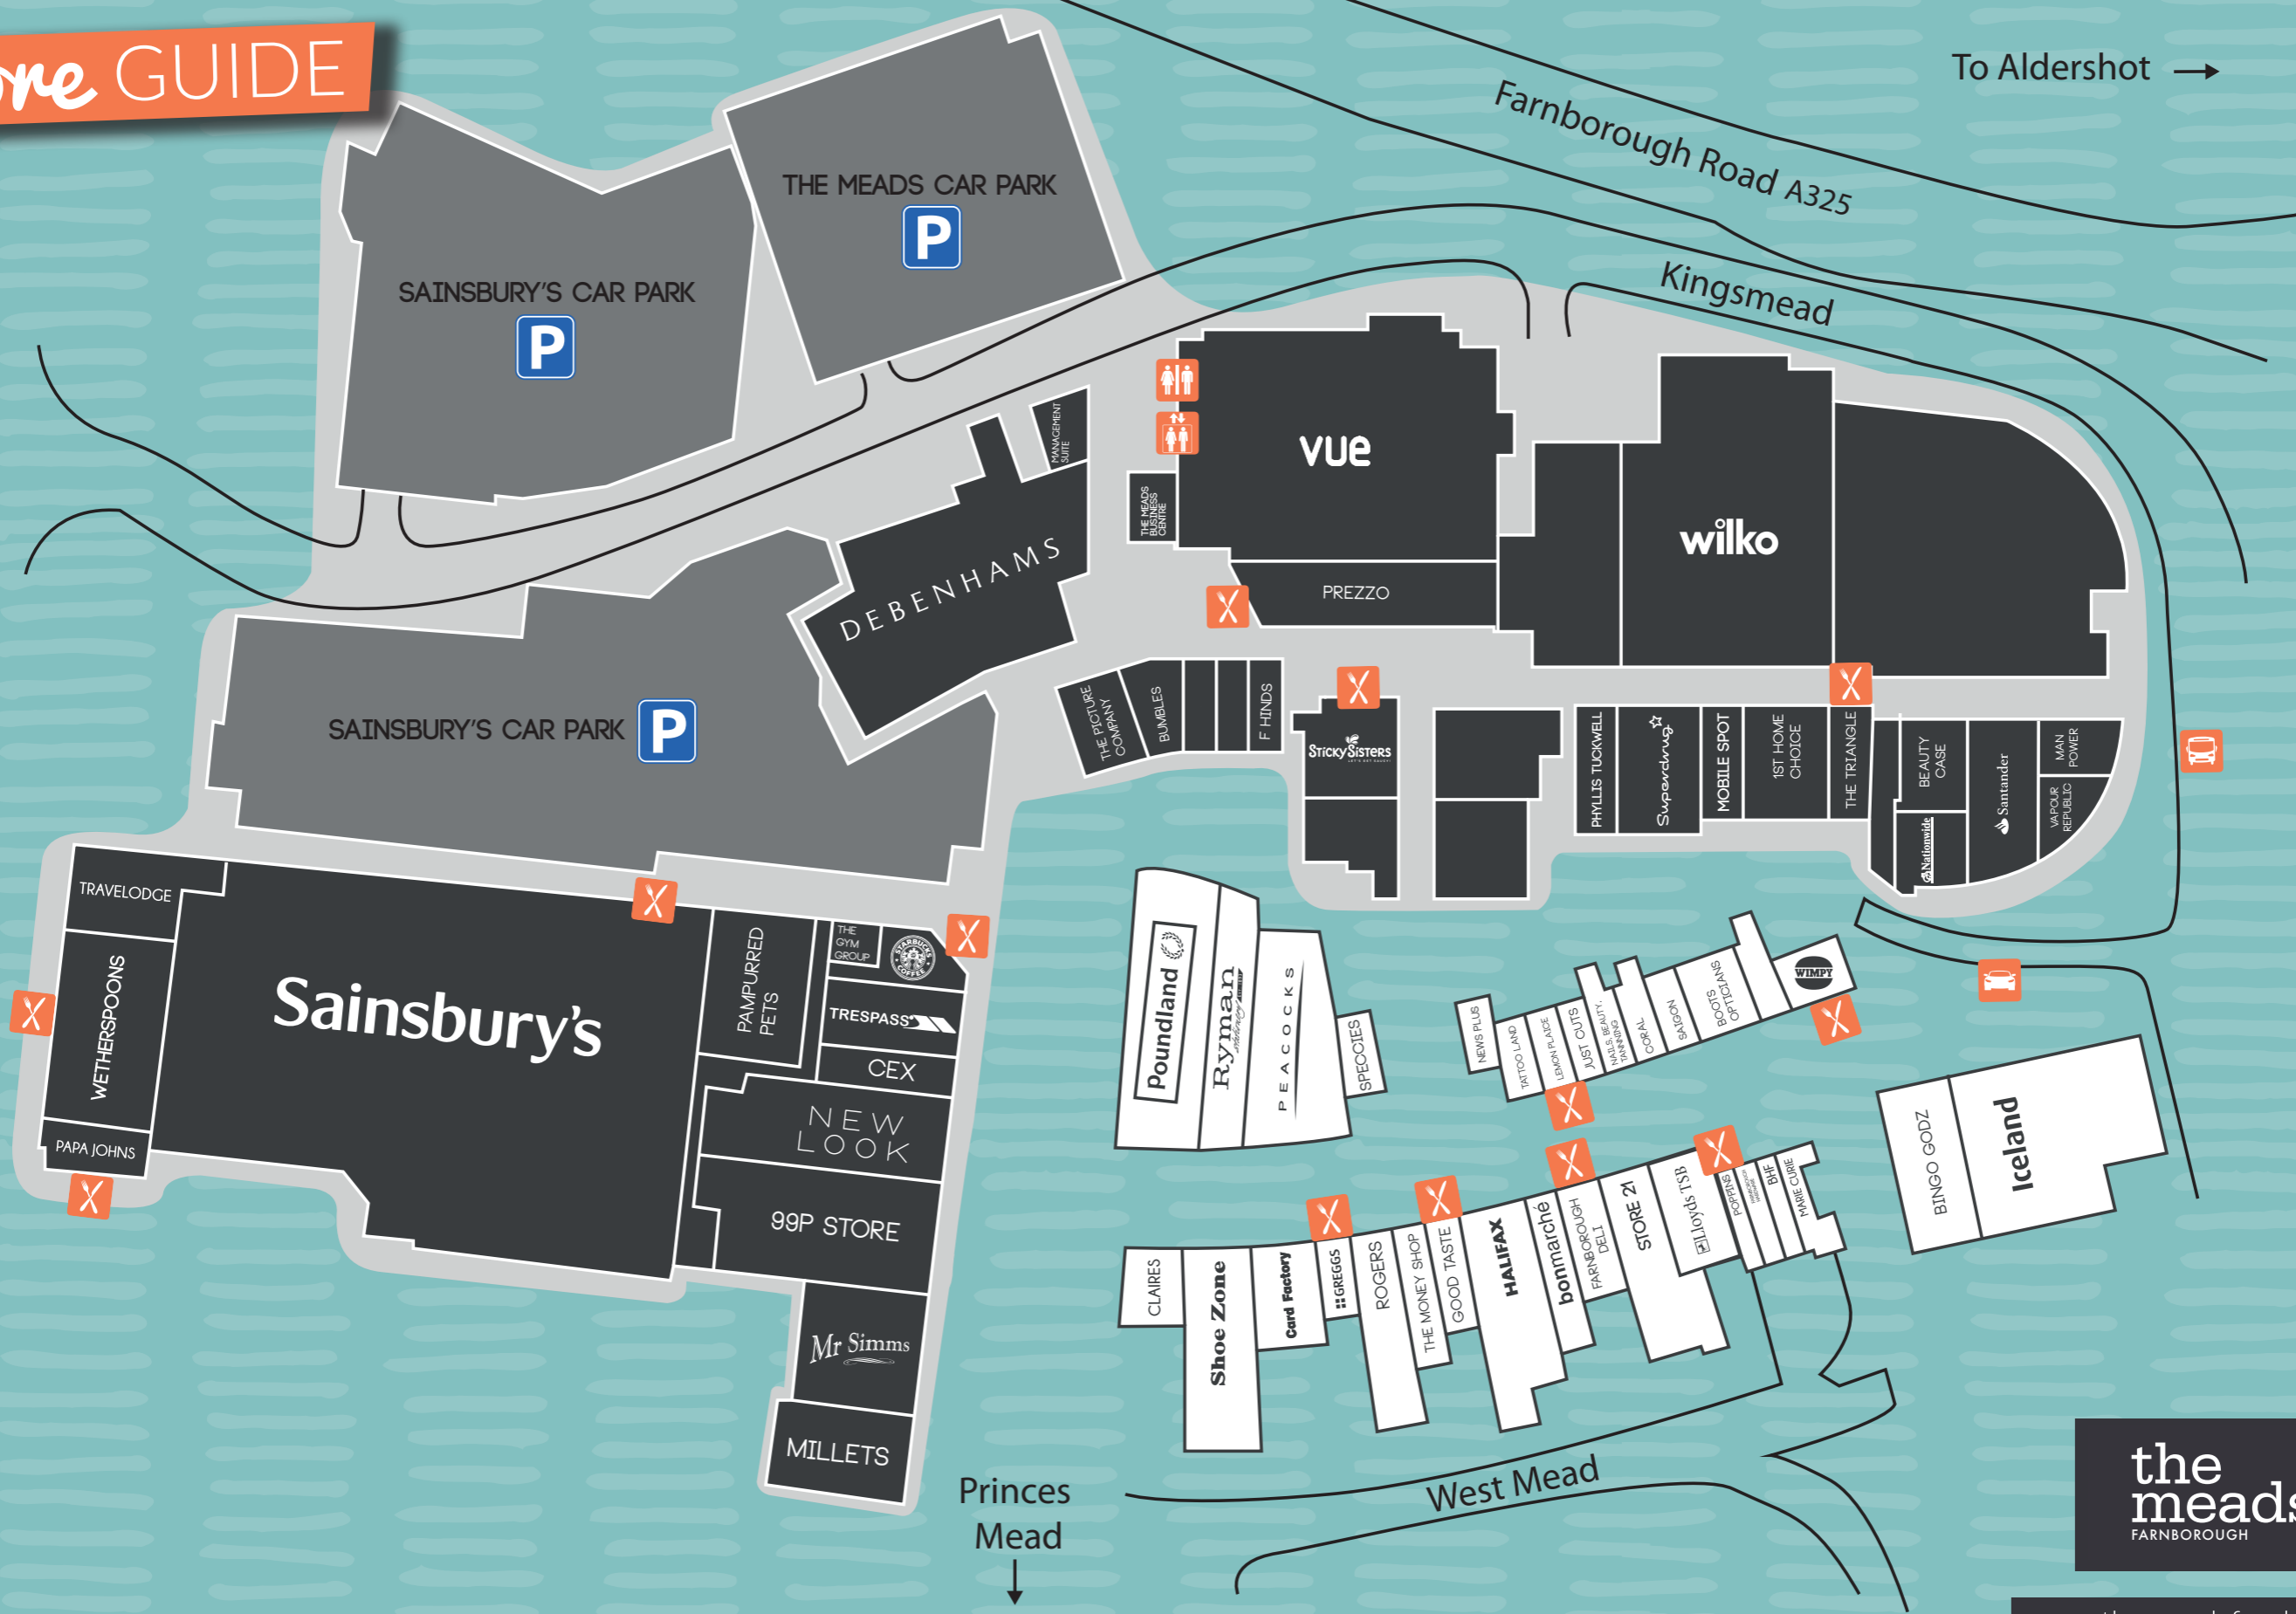 ore GUIDE
To Aldershot
Farnborough Road A325
Kingsmead
THE MEADS CAR PARK
P
SAINSBURY'S CAR PARK
P
MANAGEMENT
SUITE
THE MEADS
BUSINESS
CENTRE
vue
wilko
DEBENHAMS
PREZZO
SAINSBURY'S CAR PARK
P
THE PICTURE
COMPANY
BUMBLES
F HINDS
StickySisters
PHYLLIS TUCKWELL
Superdrug
MOBILE SPOT
1ST HOME
CHOICE
THE TRIANGLE
BEAUTY
CASE
Nationwide
Santander
MAN
POWER
VAPOUR
REPUBLIC
TRAVELODGE
WETHERSPOONS
PAPA JOHNS
Sainsbury's
PAMPURRED
PETS
THE
GYM
GROUP
STARBUCKS
COFFEE
TRESPASS
CEX
NEW
LOOK
99P STORE
Mr Simms
MILLETS
Poundland
Ryman
PEACOCKS
SPECCIES
NEWS PLUS
TATTOO LAND
LEMON PLAICE
JUST CUTS
NAILS, BEAUTY,
TANNING
CORAL
SAIGON
BOOTS
OPTICIANS
WIMPY
BINGO GODZ
Iceland
CLAIRES
Shoe Zone
Card Factory
GREGGS
ROGERS
THE MONEY SHOP
GOOD TASTE
HALIFAX
bonmarché
FARNBOROUGH
DELI
STORE 21
Lloyds TSB
POPPINS
BHF
MARIE CURIE
West Mead
Princes
Mead
the
meads
FARNBOROUGH